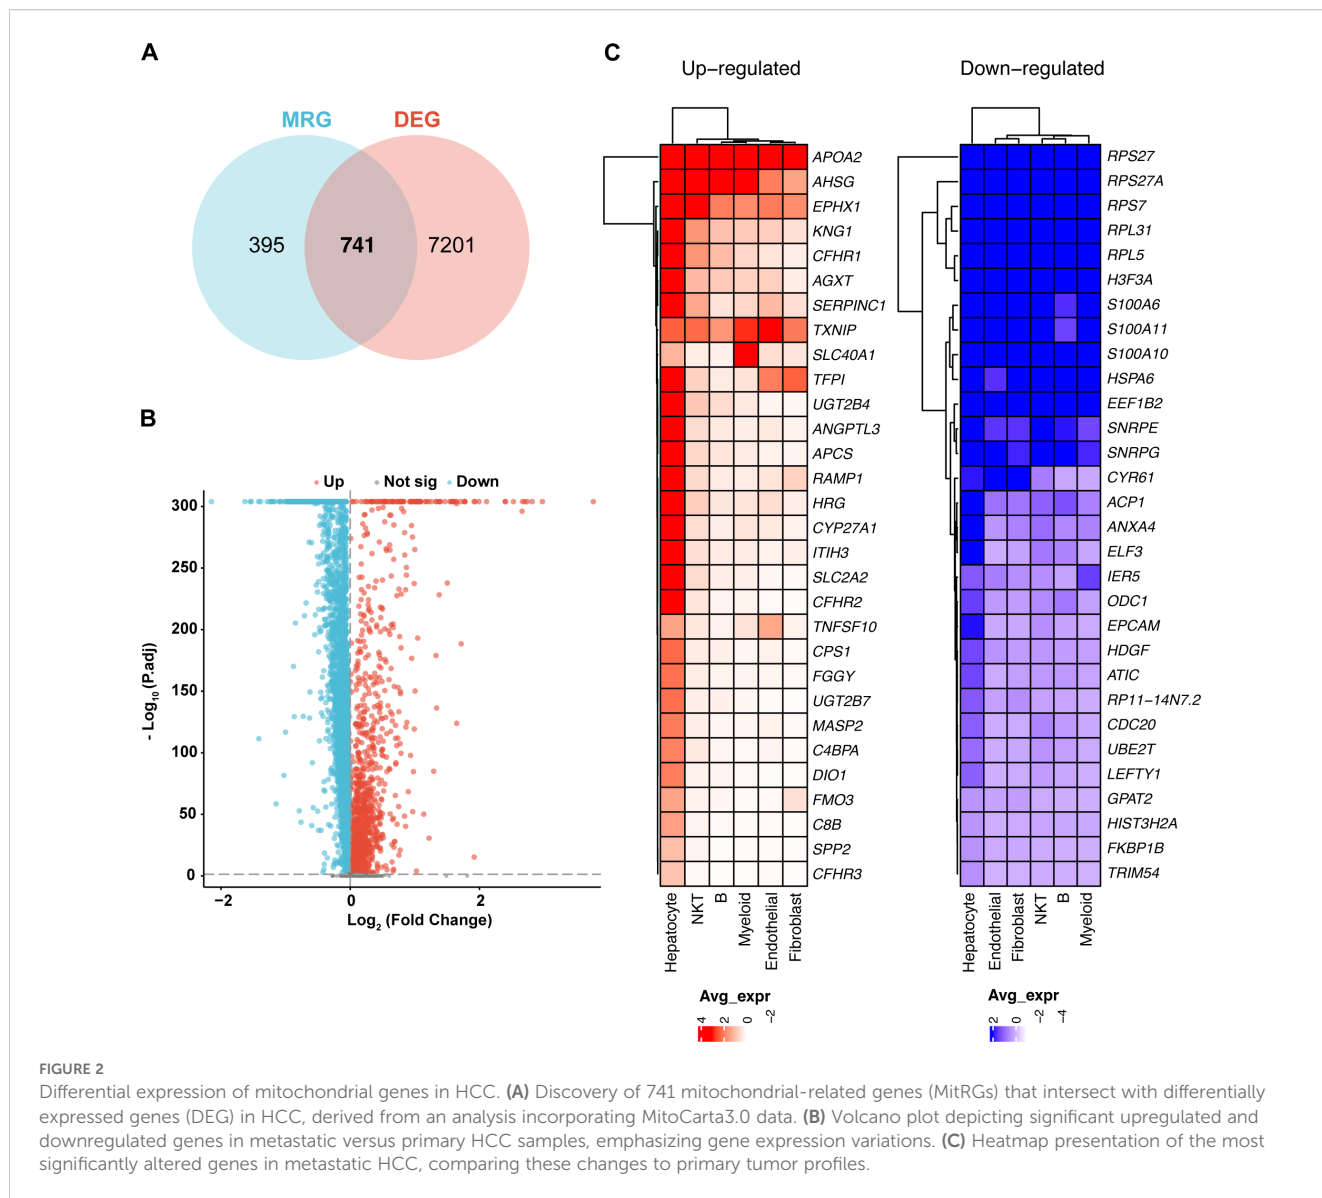 A
MRG
DEG
395
741
7201
B
Up
Not sig
Down
300
250
200
150
100
50
0
- Log10 (P.adj)
−2
0
2
Log2 (Fold Change)
C
Up−regulated
APOA2
AHSG
EPHX1
KNG1
CFHR1
AGXT
SERPINC1
TXNIP
SLC40A1
TFPI
UGT2B4
ANGPTL3
APCS
RAMP1
HRG
CYP27A1
ITIH3
SLC2A2
CFHR2
TNFSF10
CPS1
FGGY
UGT2B7
MASP2
C4BPA
DIO1
FMO3
C8B
SPP2
CFHR3
Hepatocyte
NKT
B
Myeloid
Endothelial
Fibroblast
Avg_expr
4
2
0
−2
Down−regulated
RPS27
RPS27A
RPS7
RPL31
RPL5
H3F3A
S100A6
S100A11
S100A10
HSPA6
EEF1B2
SNRPE
SNRPG
CYR61
ACP1
ANXA4
ELF3
IER5
ODC1
EPCAM
HDGF
ATIC
RP11−14N7.2
CDC20
UBE2T
LEFTY1
GPAT2
HIST3H2A
FKBP1B
TRIM54
Hepatocyte
Endothelial
Fibroblast
NKT
B
Myeloid
Avg_expr
2
0
−2
−4
FIGURE 2
Differential expression of mitochondrial genes in HCC. (A) Discovery of 741 mitochondrial-related genes (MitRGs) that intersect with differentially
expressed genes (DEG) in HCC, derived from an analysis incorporating MitoCarta3.0 data. (B) Volcano plot depicting significant upregulated and
downregulated genes in metastatic versus primary HCC samples, emphasizing gene expression variations. (C) Heatmap presentation of the most
significantly altered genes in metastatic HCC, comparing these changes to primary tumor profiles.